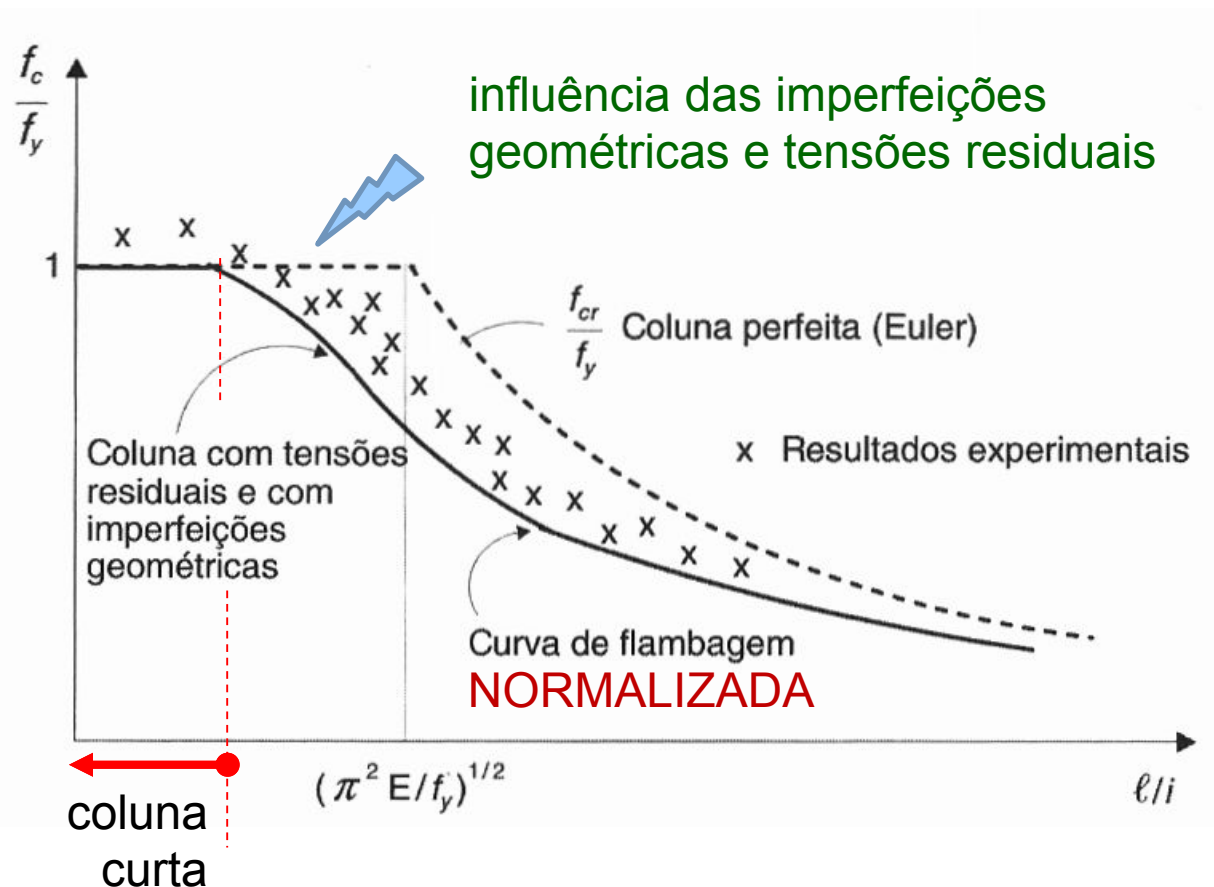 f_c
f_y
influência das imperfeições
geométricas e tensões residuais
x x x x x x x x x x x x x x x x x x x x x x x
1
f_cr
f_y
Coluna perfeita (Euler)
Coluna com tensões
residuais e com
imperfeições
geométricas
x Resultados experimentais
Curva de flambagem
NORMALIZADA
(π² E/f_y)^1/2
ℓ/i
coluna
curta